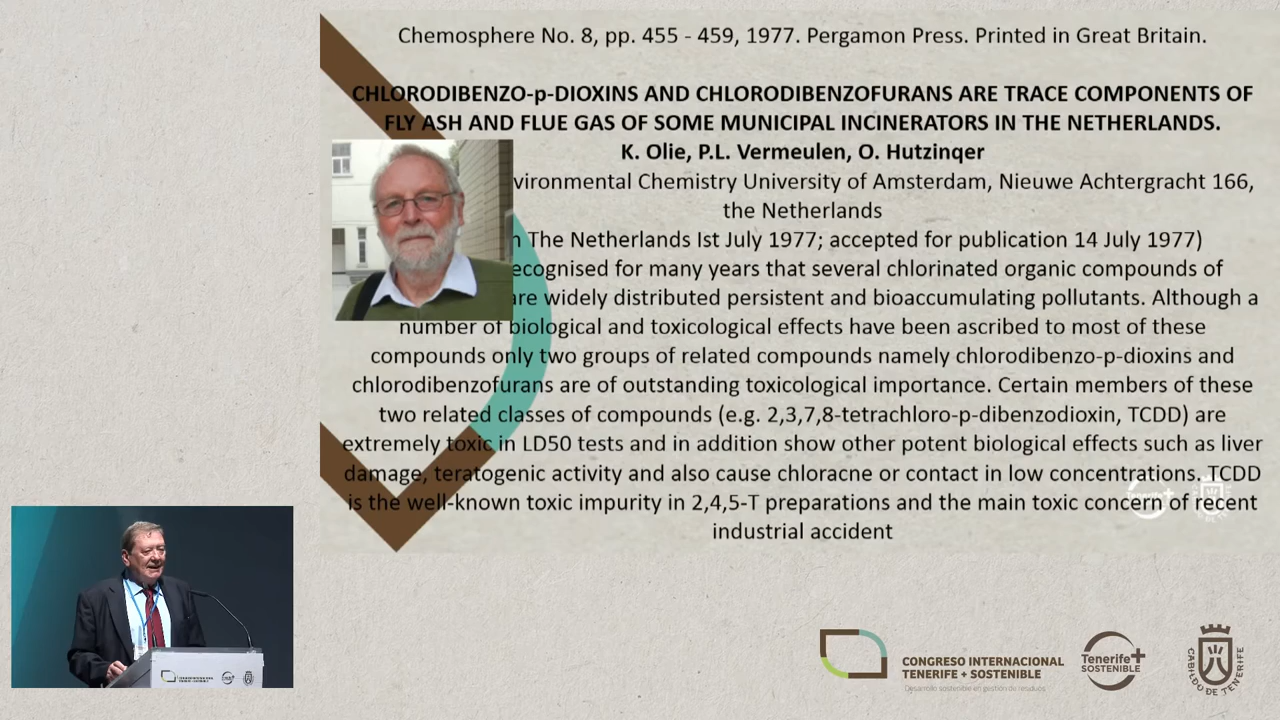 Chemosphere No. 8, pp. 455 - 459, 1977. Pergamon Press. Printed in Great Britain.
CHLORODIBENZO-p-DIOXINS AND CHLORODIBENZOFURANS ARE TRACE COMPONENTS OF
FLY ASH AND FLUE GAS OF SOME MUNICIPAL INCINERATORS IN THE NETHERLANDS.
K. Olie, P.L. Vermeulen, O. Hutzinqer
Chemistry University of Amsterdam, Nieuwe Achtergracht 166,
the Netherlands
The Netherlands Ist July 1977; accepted for publication 14 July 1977)
for many years that several chlorinated organic compounds of
are widely distributed persistent and bioaccumulating pollutants. Although a
number of biological and toxicological effects have been ascribed to most of these
compounds only two groups of related compounds namely chlorodibenzo-p-dioxins and
chlorodibenzofurans are of outstanding toxicological importance. Certain members of these
two related classes of compounds (e.g. 2,3,7,8-tetrachloro-p-dibenzodioxin, TCDD) are
extremely toxic in LD50 tests and in addition show other potent biological effects such as liver
damage, teratogenic activity and also cause chloracne or contact in low concentrations. TCDD
is the well-known toxic impurity in 2,4,5-T preparations and the main toxic concern of recent
industrial accident
CONGRESO INTERNACIONAL
TENERIFE + SOSTENIBLE
Desarrollo sostenible en gestión de residuos
Tenerife+
SOSTENIBLE
CABILDO DE TENERIFE